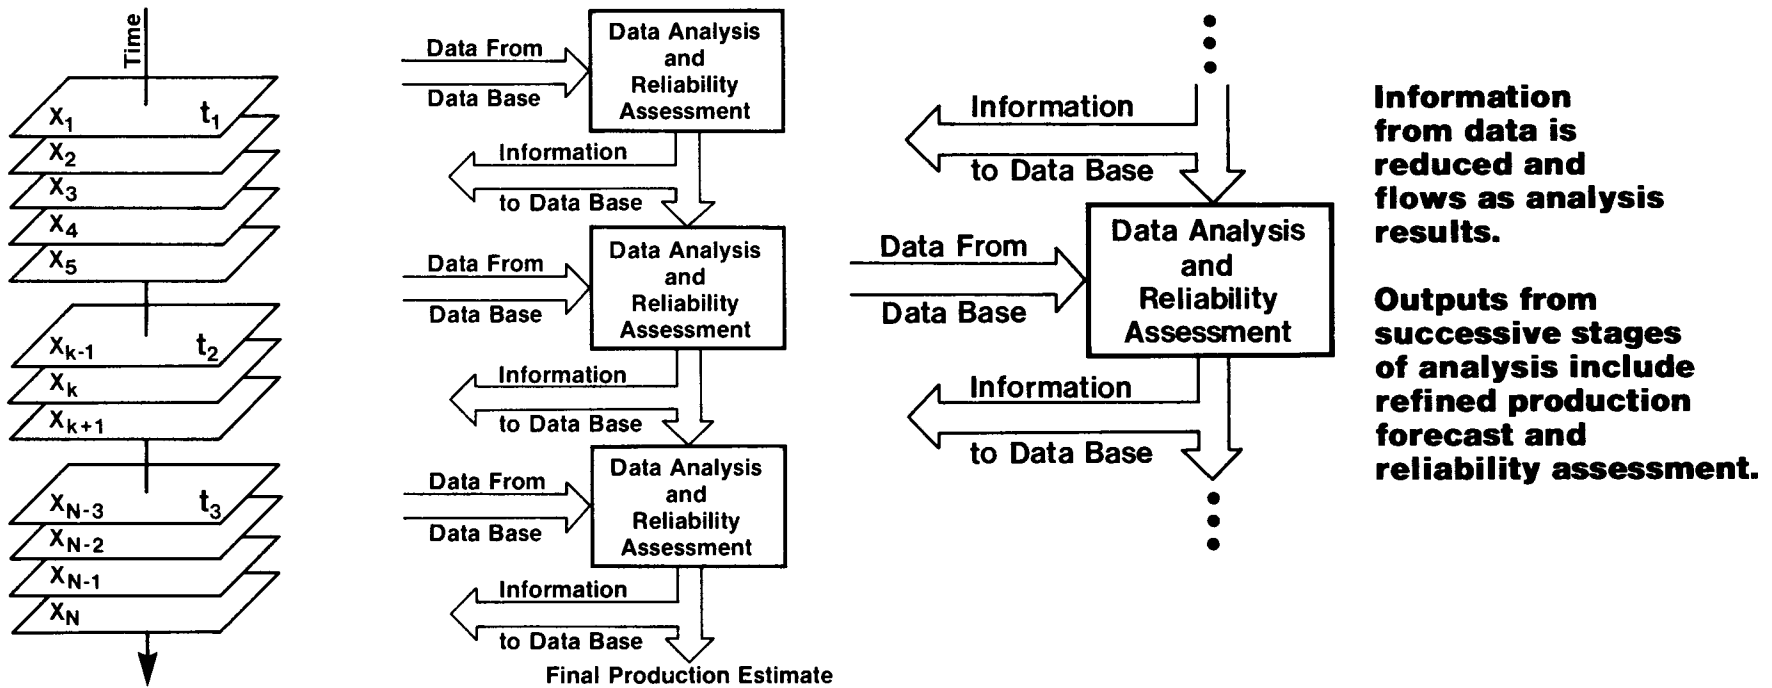 Time
X1 t1
X2
X3
X4
X5
Xk-1 t2
Xk
Xk+1
XN-3 t3
XN-2
XN-1
XN
Data From
Data Base
Data Analysis
and
Reliability
Assessment
Information
to Data Base
Data From
Data Base
Data Analysis
and
Reliability
Assessment
Information
to Data Base
Data From
Data Base
Data Analysis
and
Reliability
Assessment
Information
to Data Base
Final Production Estimate
Information
to Data Base
Data From
Data Base
Data Analysis
and
Reliability
Assessment
Information
to Data Base
Information
from data is
reduced and
flows as analysis
results.
Outputs from
successive stages
of analysis include
refined production
forecast and
reliability assessment.